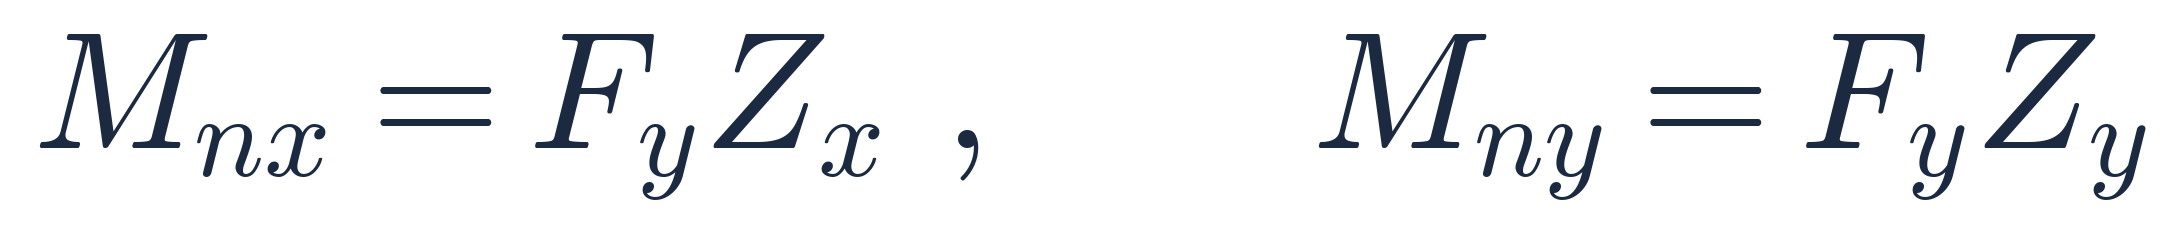 M_{nx} = F_y Z_x , M_{ny} = F_y Z_y